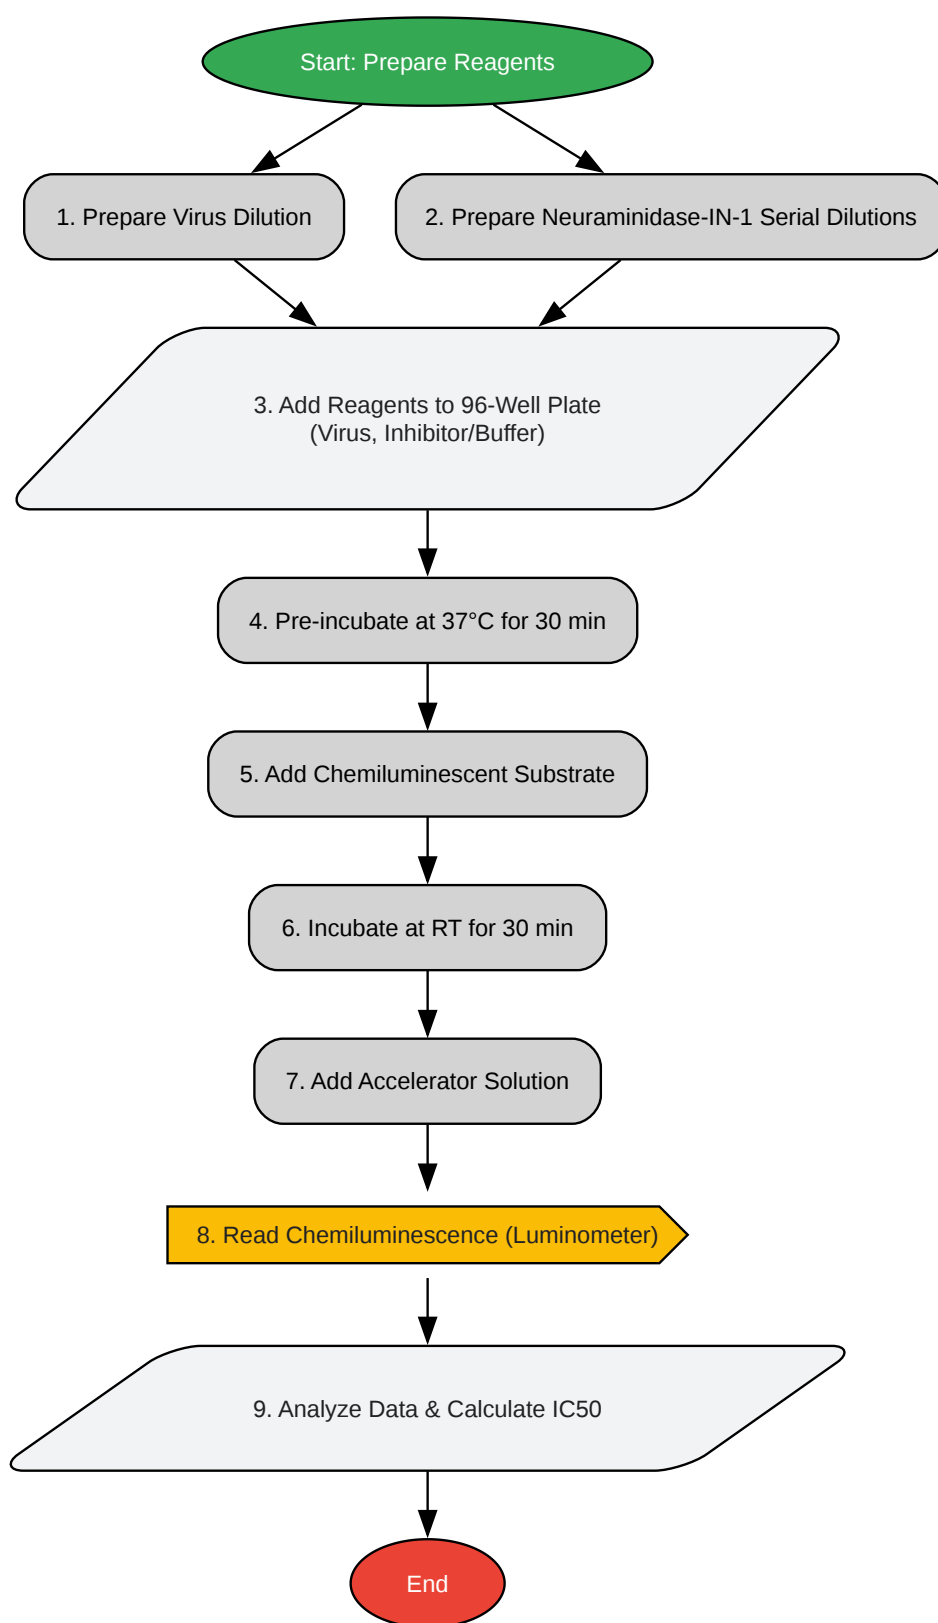 Start: Prepare Reagents
1. Prepare Virus Dilution
2. Prepare Neuraminidase-IN-1 Serial Dilutions
3. Add Reagents to 96-Well Plate
(Virus, Inhibitor/Buffer)
4. Pre-incubate at 37°C for 30 min
5. Add Chemiluminescent Substrate
6. Incubate at RT for 30 min
7. Add Accelerator Solution
8. Read Chemiluminescence (Luminometer)
9. Analyze Data & Calculate IC50
End